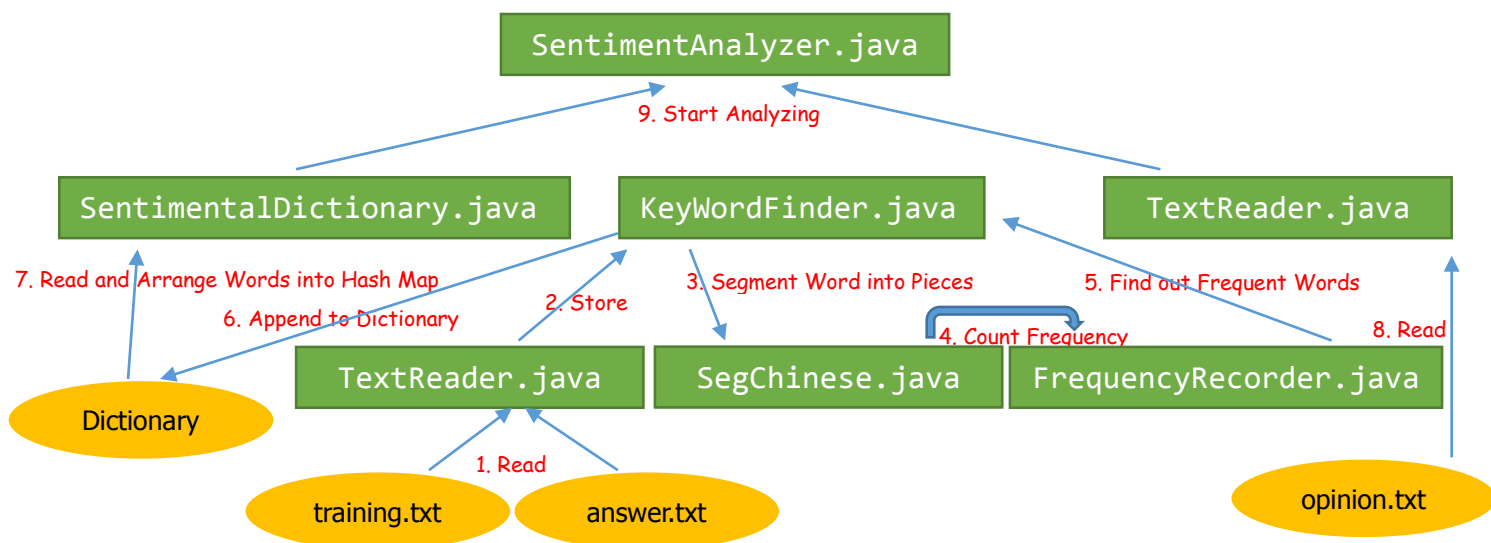 SentimentAnalyzer.java
9. Start Analyzing
SentimentalDictionary.java
KeyWordFinder.java
TextReader.java
7. Read and Arrange Words into Hash Map
3. Segment Word into Pieces
5. Find out Frequent Words
2. Store
6. Append to Dictionary
4. Count Frequency
8. Read
TextReader.java
SegChinese.java
FrequencyRecorder.java
Dictionary
1. Read
training.txt
answer.txt
opinion.txt